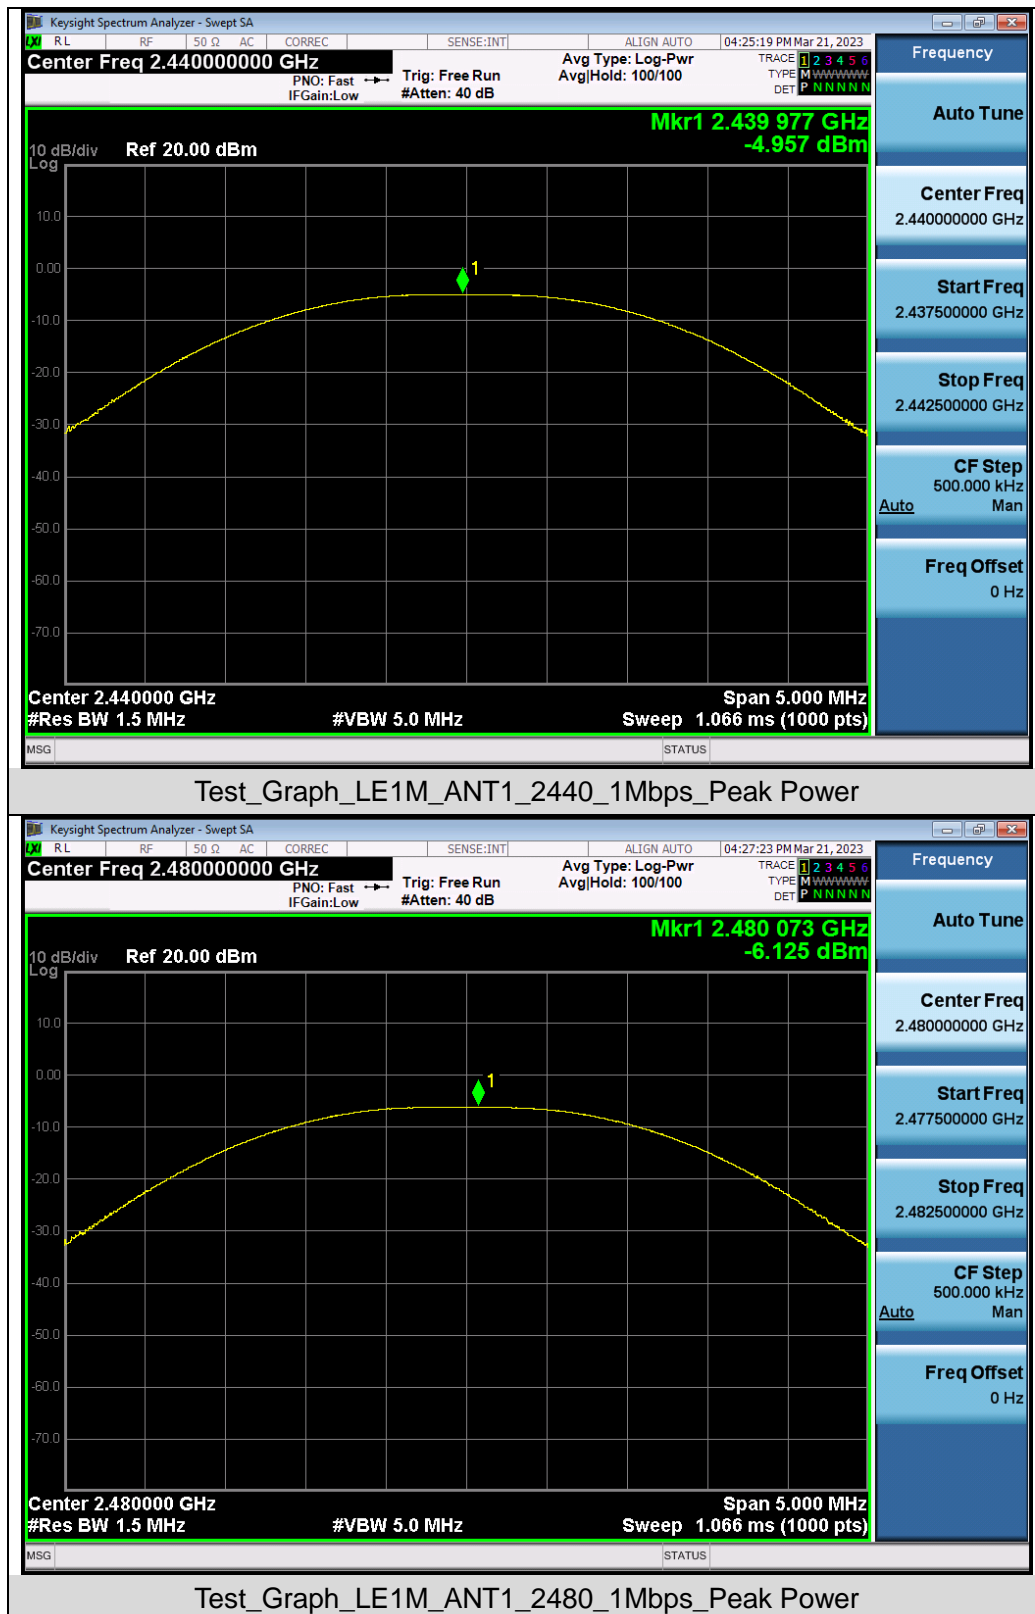 Keysight Spectrum Analyzer - Swept SA
LXI RL RF 50 Ω AC CORREC SENSE:INT ALIGN AUTO 04:25:19 PM Mar 21, 2023
Center Freq 2.440000000 GHz
PNO: Fast
IFGain:Low
Trig: Free Run
#Atten: 40 dB
Avg Type: Log-Pwr
Avg|Hold: 100/100
TRACE 1 2 3 4 5 6
TYPE M WWWWW
DET P N N N N N
Mkr1 2.439 977 GHz
-4.957 dBm
10 dB/div Ref 20.00 dBm
Log
10.0
0.00
1
-10.0
-20.0
-30.0
-40.0
-50.0
-60.0
-70.0
Center 2.440000 GHz Span 5.000 MHz
#Res BW 1.5 MHz #VBW 5.0 MHz Sweep 1.066 ms (1000 pts)
MSG STATUS
Frequency
Auto Tune
Center Freq
2.440000000 GHz
Start Freq
2.437500000 GHz
Stop Freq
2.442500000 GHz
CF Step
500.000 kHz
Auto Man
Freq Offset
0 Hz
Test_Graph_LE1M_ANT1_2440_1Mbps_Peak Power
Keysight Spectrum Analyzer - Swept SA
LXI RL RF 50 Ω AC CORREC SENSE:INT ALIGN AUTO 04:27:23 PM Mar 21, 2023
Center Freq 2.480000000 GHz
PNO: Fast
IFGain:Low
Trig: Free Run
#Atten: 40 dB
Avg Type: Log-Pwr
Avg|Hold: 100/100
TRACE 1 2 3 4 5 6
TYPE M WWWWW
DET P N N N N N
Mkr1 2.480 073 GHz
-6.125 dBm
10 dB/div Ref 20.00 dBm
Log
10.0
0.00
1
-10.0
-20.0
-30.0
-40.0
-50.0
-60.0
-70.0
Center 2.480000 GHz Span 5.000 MHz
#Res BW 1.5 MHz #VBW 5.0 MHz Sweep 1.066 ms (1000 pts)
MSG STATUS
Frequency
Auto Tune
Center Freq
2.480000000 GHz
Start Freq
2.477500000 GHz
Stop Freq
2.482500000 GHz
CF Step
500.000 kHz
Auto Man
Freq Offset
0 Hz
Test_Graph_LE1M_ANT1_2480_1Mbps_Peak Power